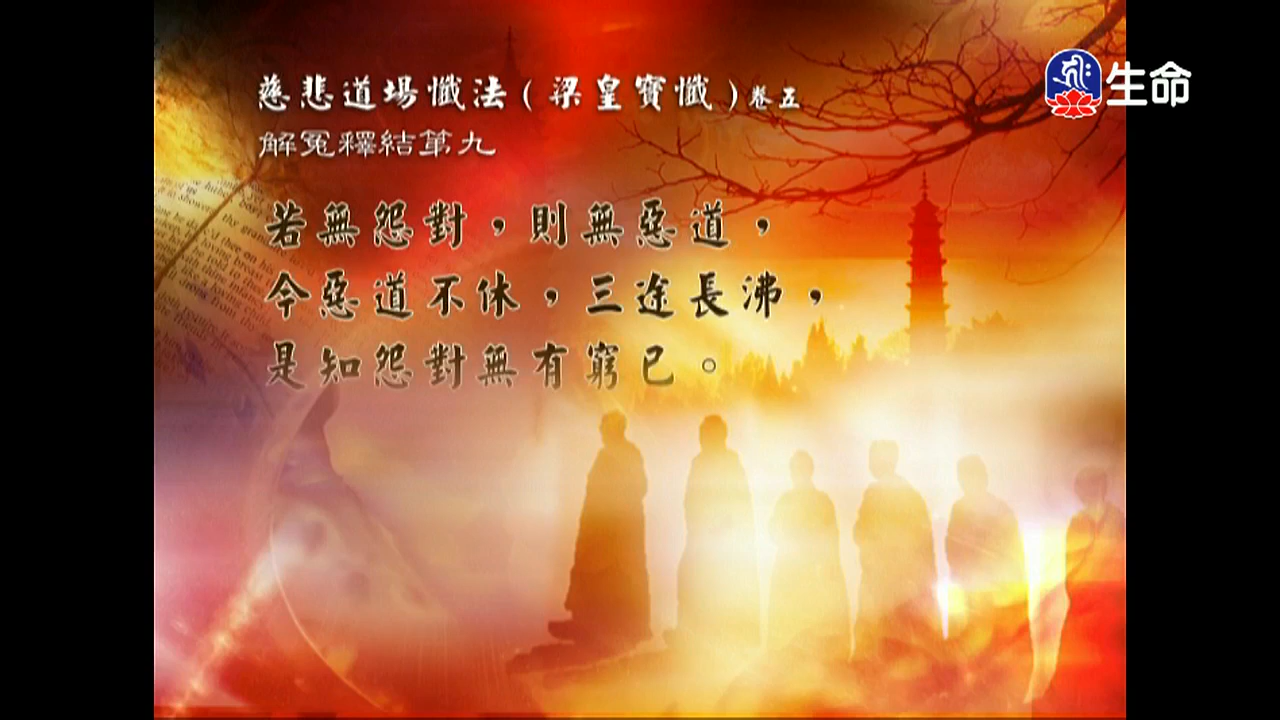 慈悲道場懺法(梁皇寶懺)卷五
生命
解冤釋結第九
若無怨對,則無惡道,
今惡道不休,三途長沸,
是知怨對無有窮已。